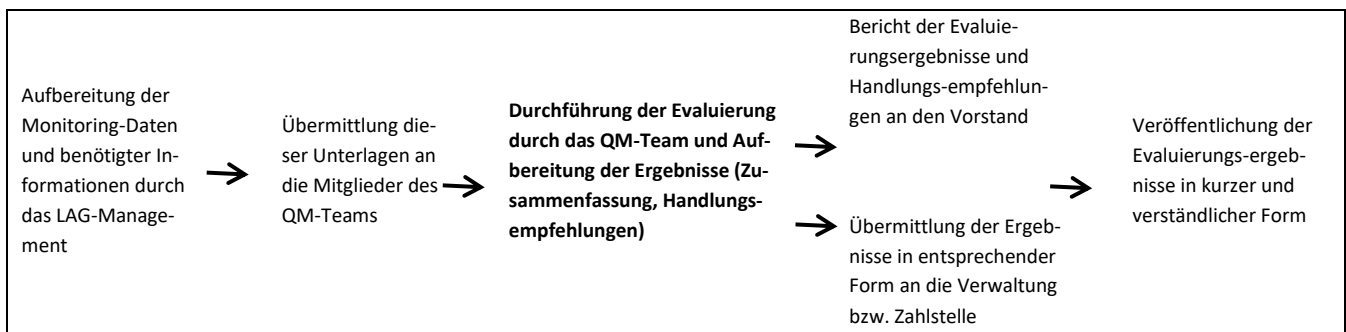 Aufbereitung der
Monitoring-Daten
und benötigter In-
formationen durch
das LAG-Manage-
ment
Übermittlung die-
ser Unterlagen an
die Mitglieder des
QM-Teams
Durchführung der Evaluierung
durch das QM-Team und Auf-
bereitung der Ergebnisse (Zu-
sammenfassung, Handlungs-
empfehlungen)
Bericht der Evaluie-
rungsergebnisse und
Handlungs-empfehlun-
gen an den Vorstand
Übermittlung der Ergeb-
nisse in entsprechender
Form an die Verwaltung
bzw. Zahlstelle
Veröffentlichung der
Evaluierungs-ergeb-
nisse in kurzer und
verständlicher Form